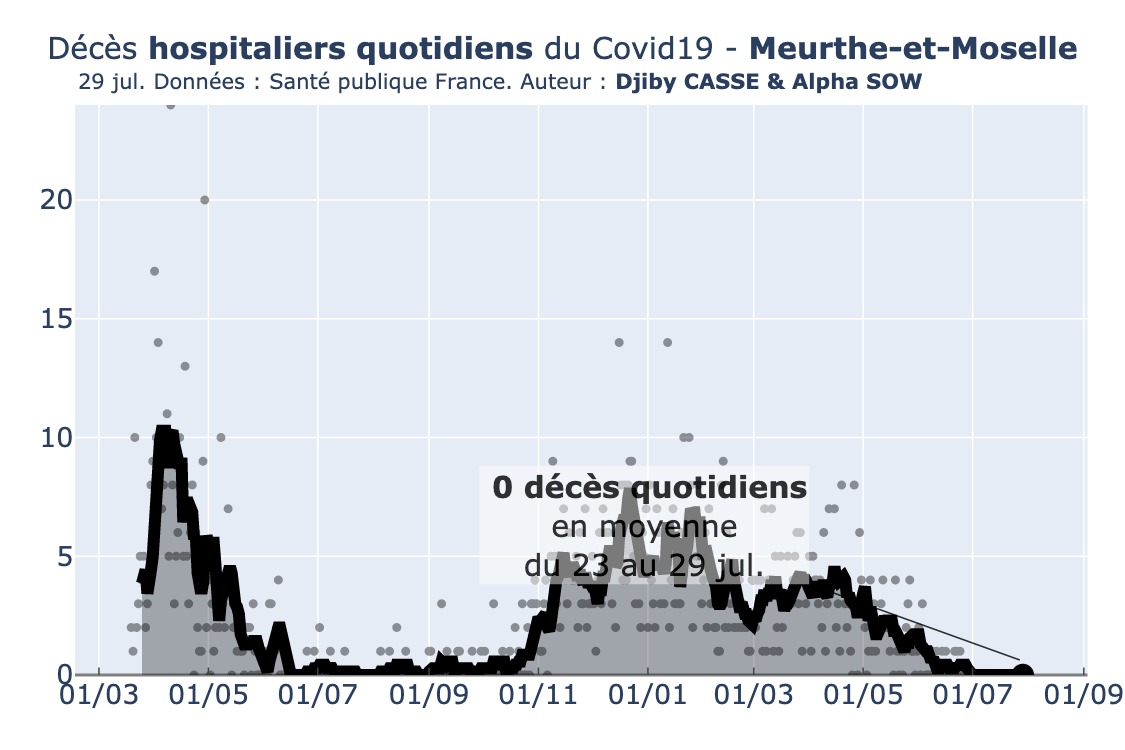 Décès hospitaliers quotidiens du Covid19 - Meurthe-et-Moselle
29 jul. Données : Santé publique France. Auteur : Djiby CASSE & Alpha SOW
20
15
10
0 décès quotidiens
en moyenne
5
du 23 au 29 jul.
0
01/03 01/05 01/07 01/09 01/11 01/01 01/03 01/05 01/07 01/09